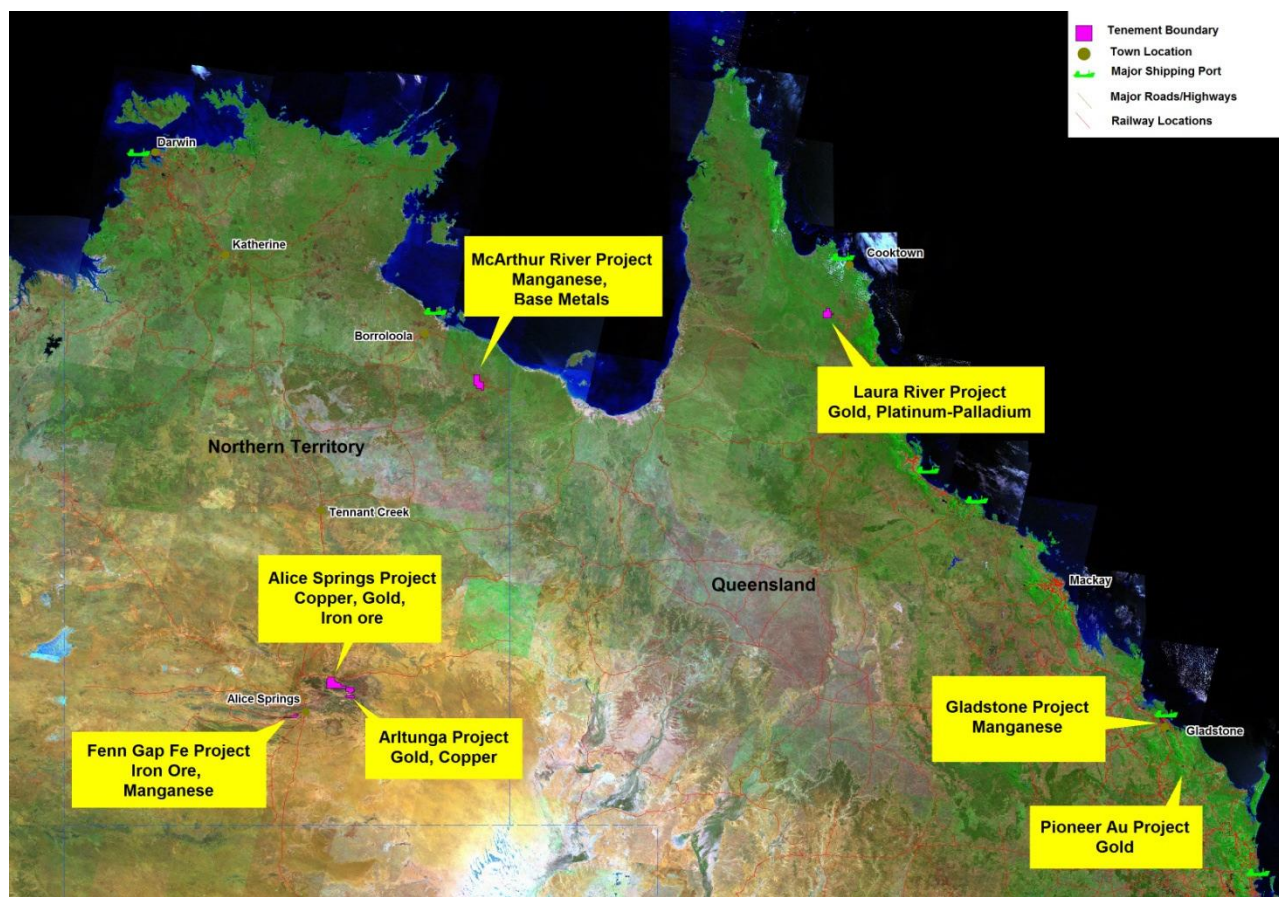 Tenement Boundary
Town Location
Major Shipping Port
Major Roads/Highways
Railway Locations
Darwin
Katherine
McArthur River Project
Manganese,
Base Metals
Cooktown
Borroloola
Laura River Project
Gold, Platinum-Palladium
Northern Territory
Tennant Creek
Alice Springs Project
Copper, Gold,
Iron ore
Queensland
Mackay
Alice Springs
Gladstone Project
Manganese
Gladstone
Arltunga Project
Gold, Copper
Fenn Gap Fe Project
Iron Ore,
Manganese
Pioneer Au Project
Gold